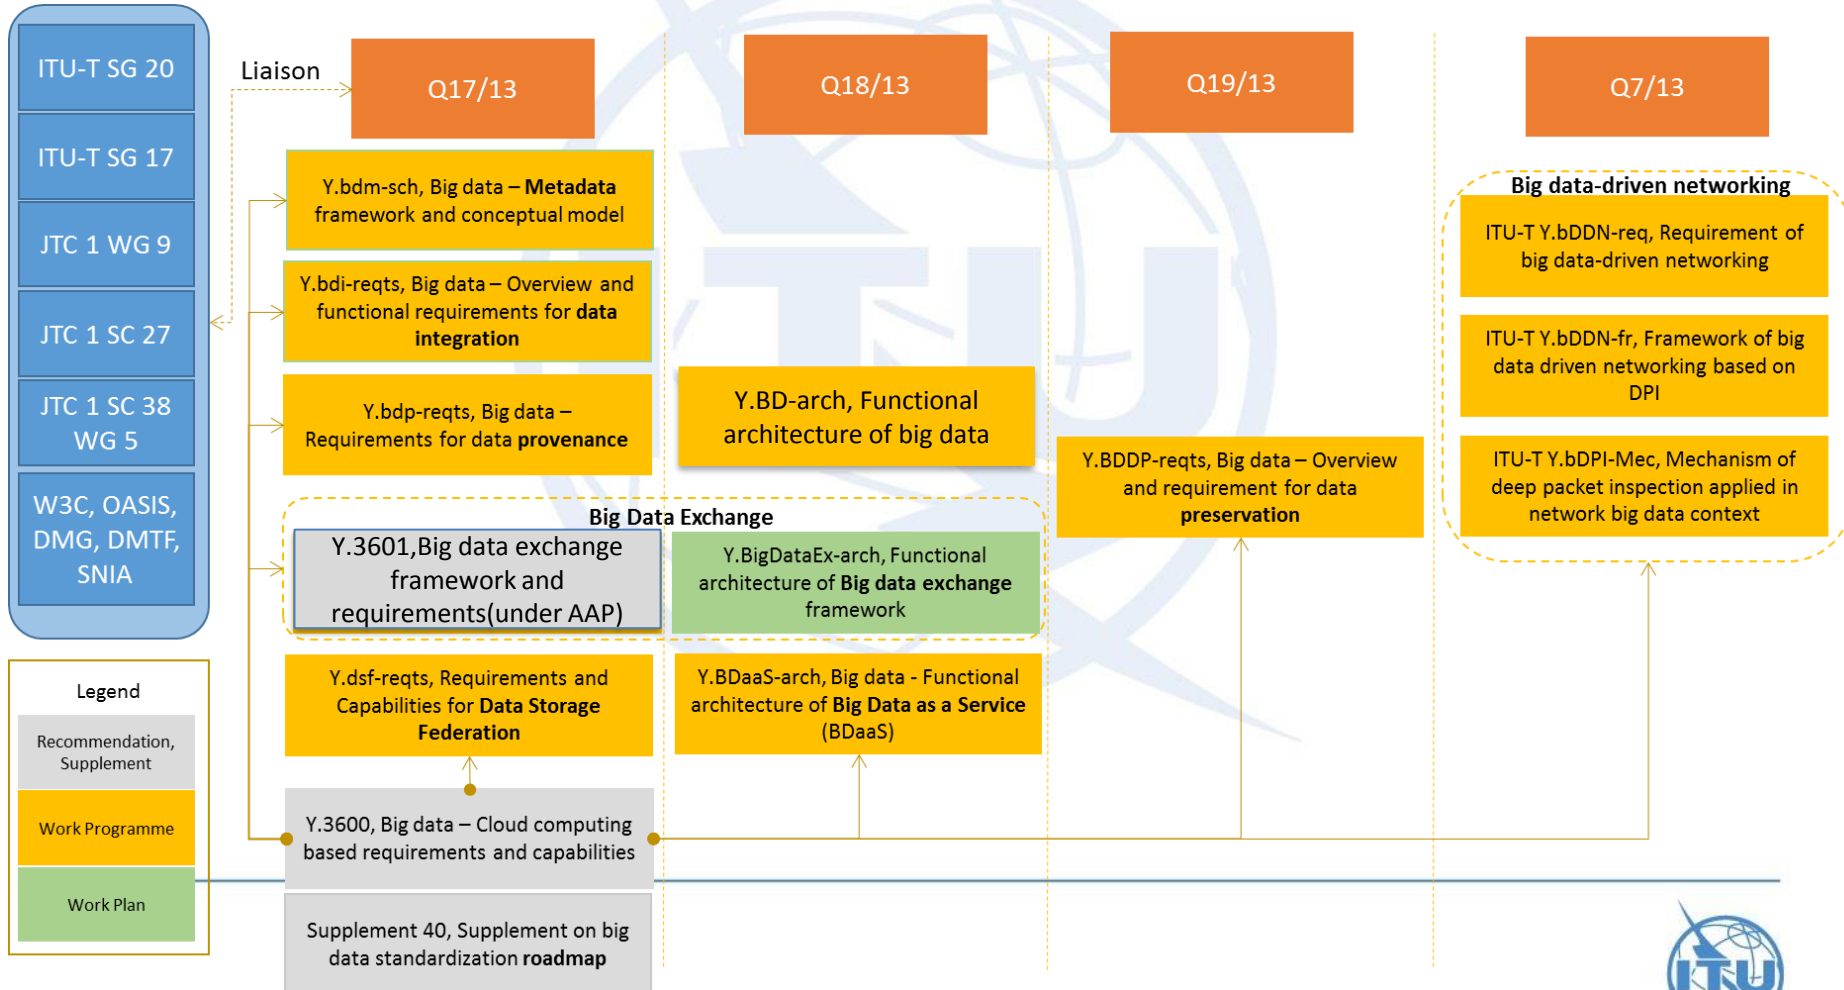 ITU-T SG 20
ITU-T SG 17
JTC 1 WG 9
JTC 1 SC 27
JTC 1 SC 38
WG 5
W3C, OASIS,
DMG, DMTF,
SNIA
Liaison
Legend
Recommendation,
Supplement
Work Programme
Work Plan
Q17/13
Y.bdm-sch, Big data – Metadata
framework and conceptual model
Y.bdi-reqts, Big data – Overview and
functional requirements for data
integration
Y.bdp-reqts, Big data –
Requirements for data provenance
Big Data Exchange
Y.3601,Big data exchange
framework and
requirements(under AAP)
Y.dsf-reqts, Requirements and
Capabilities for Data Storage
Federation
Y.3600, Big data – Cloud computing
based requirements and capabilities
Supplement 40, Supplement on big
data standardization roadmap
Q18/13
Y.BD-arch, Functional
architecture of big data
Y.BigDataEx-arch, Functional
architecture of Big data exchange
framework
Y.BDaaS-arch, Big data - Functional
architecture of Big Data as a Service
(BDaaS)
Q19/13
Y.BDDP-reqts, Big data – Overview
and requirement for data
preservation
Q7/13
Big data-driven networking
ITU-T Y.bDDN-req, Requirement of
big data-driven networking
ITU-T Y.bDDN-fr, Framework of big
data driven networking based on
DPI
ITU-T Y.bDPI-Mec, Mechanism of
deep packet inspection applied in
network big data context
ITU
ITU